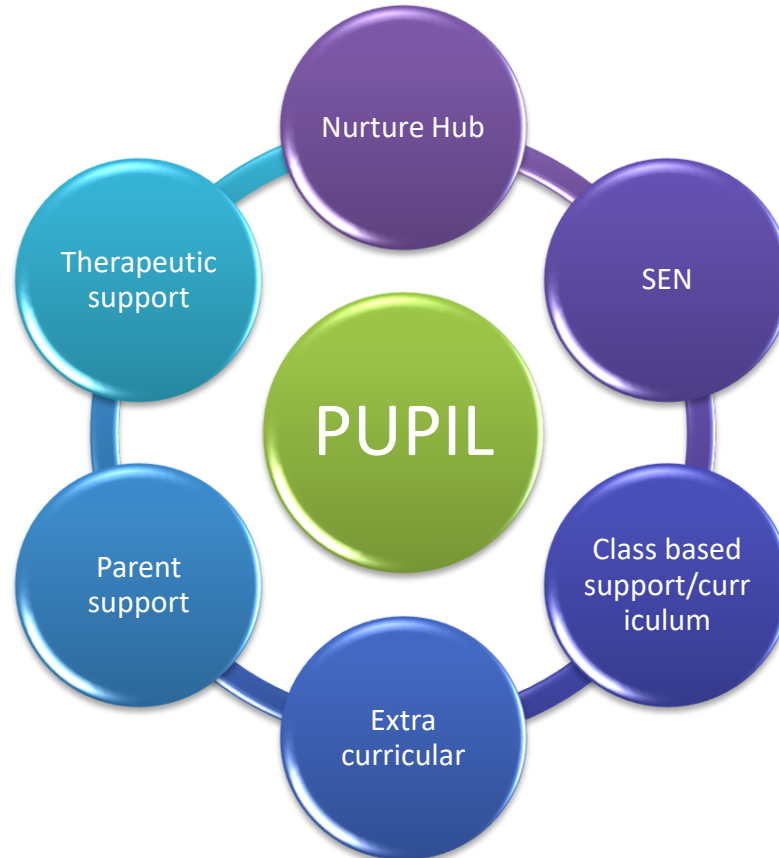 Nurture Hub
SEN
Class based
support/curr
iculum
Extra
curricular
Parent
support
Therapeutic
support
PUPIL